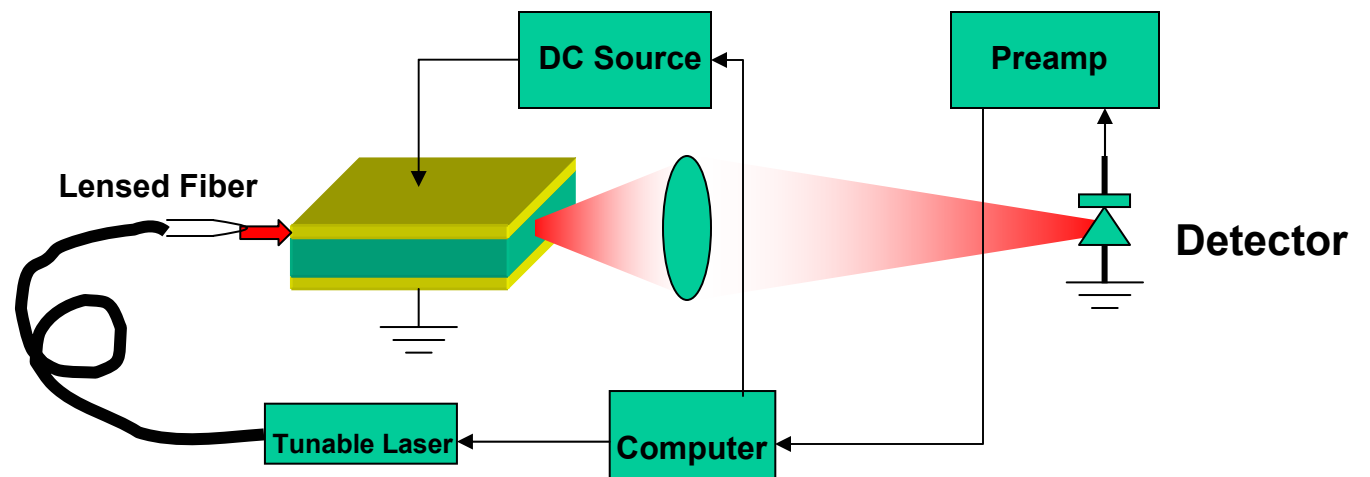 DC Source
Preamp
Lensed Fiber
Detector
Tunable Laser
Computer